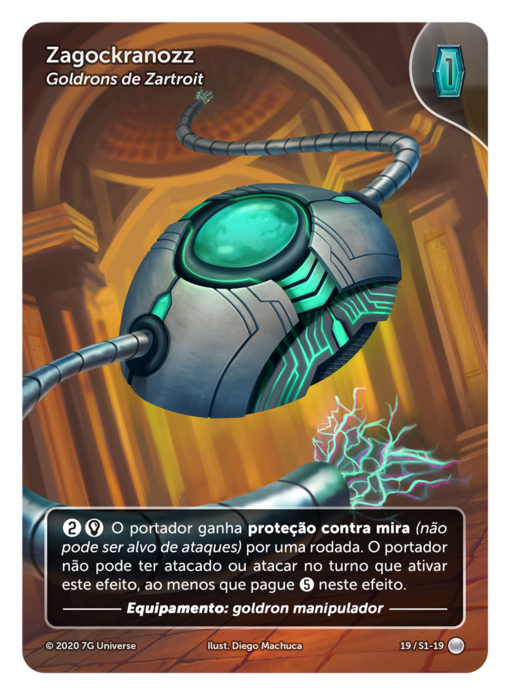 Zagockranozz
Goldrons de Zartroit
1
2 O portador ganha proteção contra mira (não
pode ser alvo de ataques) por uma rodada. O portador
não pode ter atacado ou atacar no turno que ativar
este efeito, ao menos que pague 5 neste efeito.
Equipamento: goldron manipulador
© 2020 7G Universe
Ilust. Diego Machuca
19 / S1-19